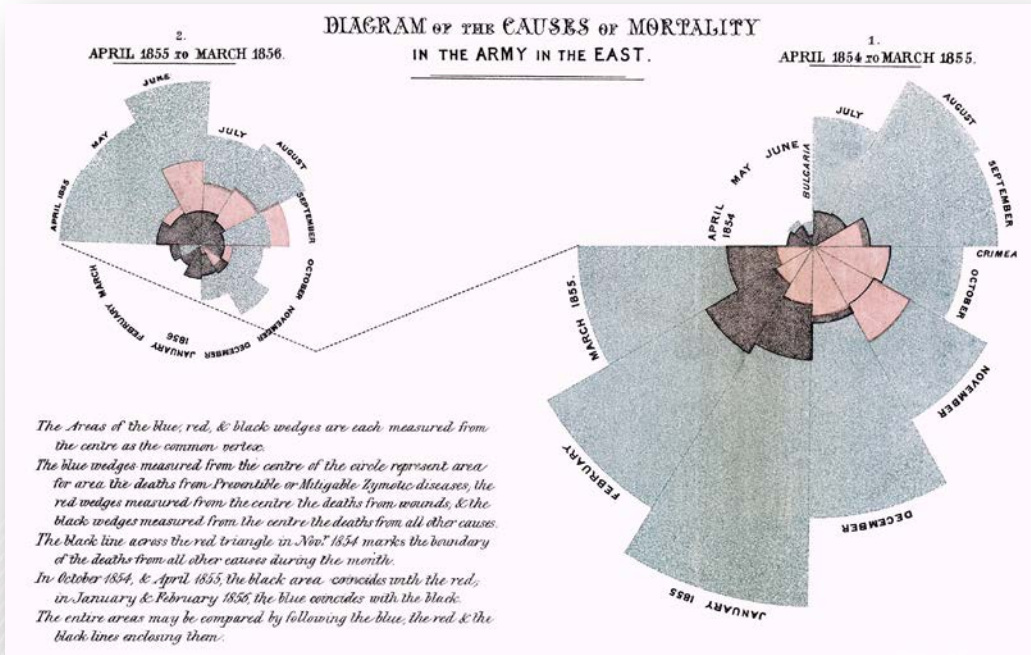 DIAGRAM OF THE CAUSES OF MORTALITY
IN THE ARMY IN THE EAST.
2.
APRIL 1855 TO MARCH 1856.
1.
APRIL 1854 TO MARCH 1855.
APRIL 1855
MAY
JUNE
JULY
AUGUST
SEPTEMBER
OCTOBER
NOVEMBER
DECEMBER
JANUARY
1856
FEBRUARY
MARCH
APRIL
1854
MAY
JUNE
BULGARIA
JULY
AUGUST
SEPTEMBER
CRIMEA
OCTOBER
NOVEMBER
DECEMBER
JANUARY 1855
FEBRUARY
MARCH 1855.
The Areas of the blue, red, & black wedges are each measured from
the centre as the common vertex.
The blue wedges measured from the centre of the circle represent area
for area the deaths from Preventible or Mitigable Zymotic diseases, the
red wedges measured from the centre the deaths from wounds, & the
black wedges measured from the centre the deaths from all other causes.
The black line across the red triangle in Novr. 1854 marks the boundary
of the deaths from all other causes during the month.
In October 1854, & April 1855, the black area coincides with the red,
in January & February 1856, the blue coincides with the black.
The entire areas may be compared by following the blue, the red & the
black lines enclosing them.